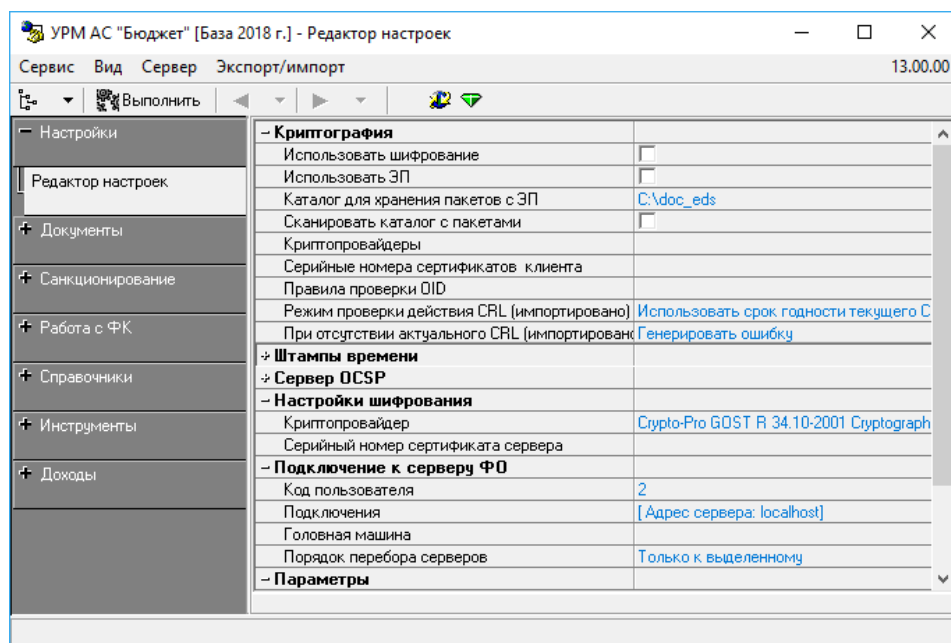 УРМ АС "Бюджет" [База 2018 г.] - Редактор настроек
Сервис Вид Сервер Экспорт/импорт 13.00.00
Выполнить
Настройки
Редактор настроек
Документы
Санкционирование
Работа с ФК
Справочники
Инструменты
Доходы
Криптография
Использовать шифрование
Использовать ЭП
Каталог для хранения пакетов с ЭП C:\doc_eds
Сканировать каталог с пакетами
Криптопровайдеры
Серийные номера сертификатов клиента
Правила проверки OID
Режим проверки действия CRL (импортировано) Использовать срок годности текущего C
При отсутствии актуального CRL (импортирован Генерировать ошибку
Штампы времени
Сервер OCSP
Настройки шифрования
Криптопровайдер Crypto-Pro GOST R 34.10-2001 Cryptograph
Серийный номер сертификата сервера
Подключение к серверу ФО
Код пользователя 2
Подключения [ Адрес сервера: localhost]
Головная машина
Порядок перебора серверов Только к выделенному
Параметры